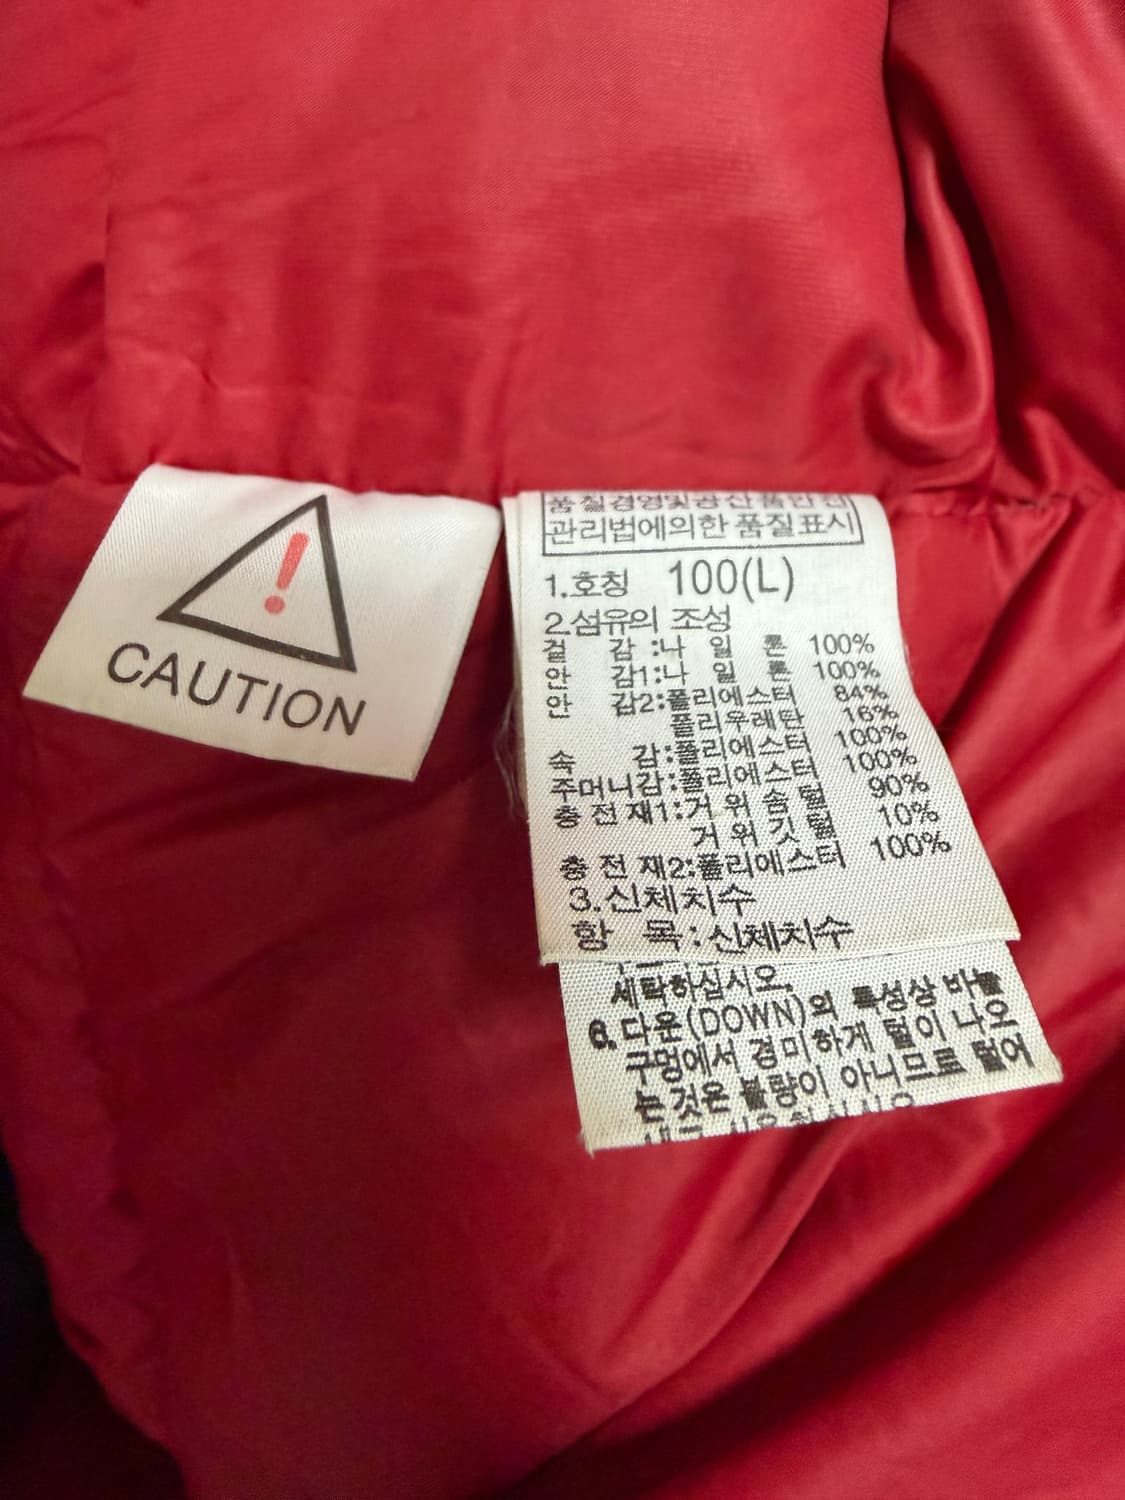 !
CAUTION
품질경영및공산품안전
관리법에의한 품질표시
1.호칭 100(L)
2.섬유의 조성
겉 감 :나 일 론 100%
안 감1:나 일 론 100%
안 감2:폴리에스터 84%
폴리우레탄 16%
속 감:폴리에스터 100%
주머니감:폴리에스터 100%
충 전 재1:거 위 솜 털 90%
거 위 깃 털 10%
충 전 재2:폴리에스터 100%
3.신체치수
항 목:신체치수
세탁하십시오.
6.다운(DOWN)의 특성상 바늘
구멍에서 경미하게 털이 나오
는것은 불량이 아니므로 털어